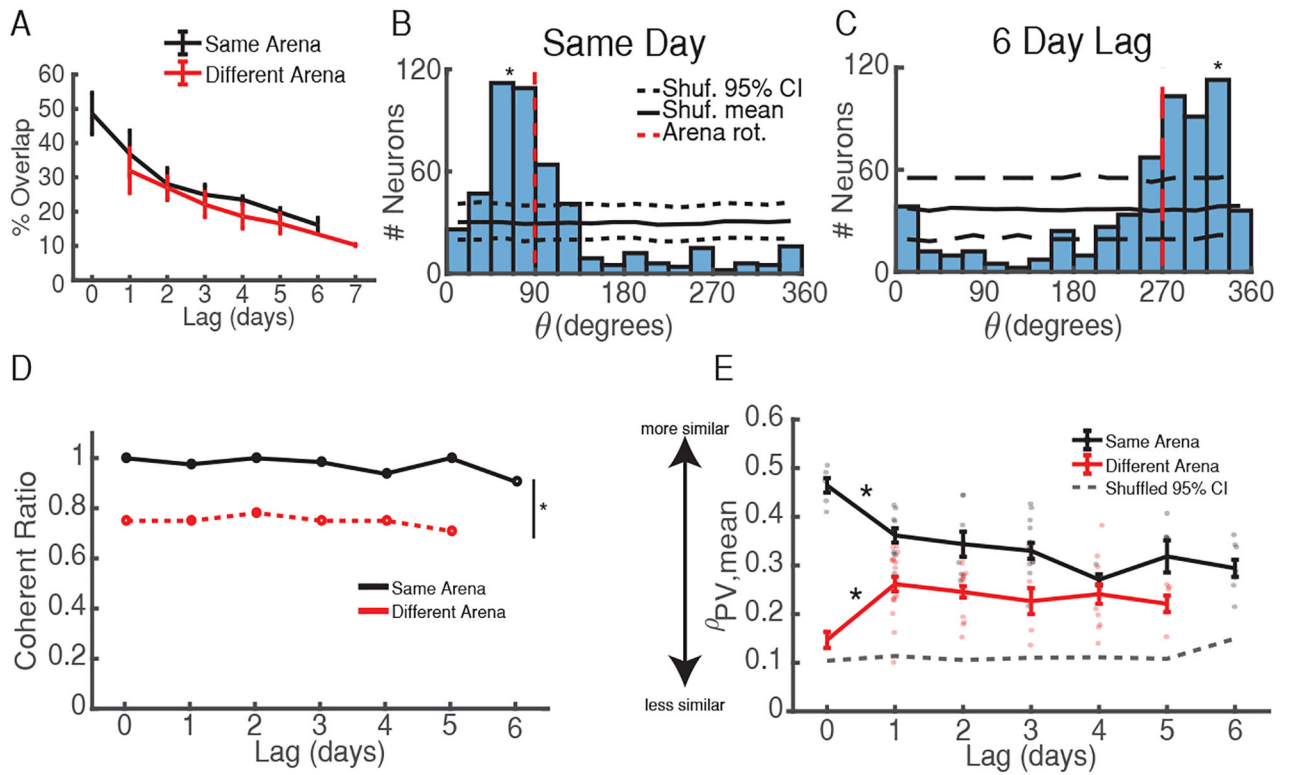 A
Same Arena
Different Arena
60
50
40
30
20
10
0
% Overlap
0 1 2 3 4 5 6 7
Lag (days)
B
Same Day
*
120
60
0
# Neurons
Shuf. 95% CI
Shuf. mean
Arena rot.
0 90 180 270 360
θ (degrees)
C
6 Day Lag
*
120
60
0
# Neurons
0 90 180 270 360
θ (degrees)
D
1
0.8
0.6
0.4
0.2
0
Coherent Ratio
*
Same Arena
Different Arena
0 1 2 3 4 5 6
Lag (days)
more similar
less similar
E
0.6
0.5
0.4
0.3
0.2
0.1
0
ρPV,mean
*
*
Same Arena
Different Arena
Shuffled 95% CI
0 1 2 3 4 5 6
Lag (days)